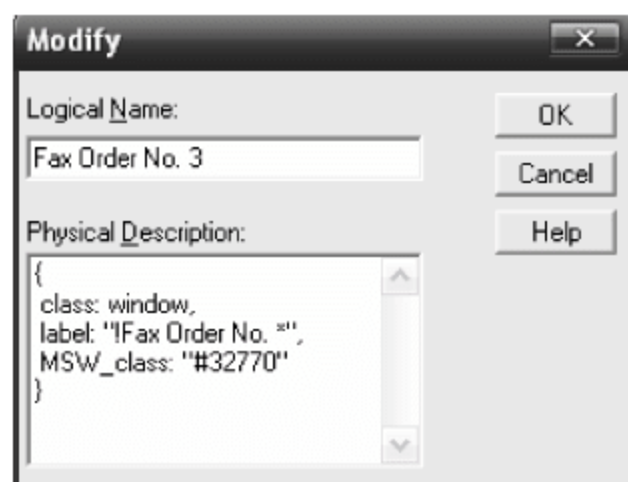 Modify
Logical Name:
OK
Fax Order No. 3
Cancel
Physical Description:
Help
{
class: window,
label: "!Fax Order No. *",
MSW_class: "#32770"
}